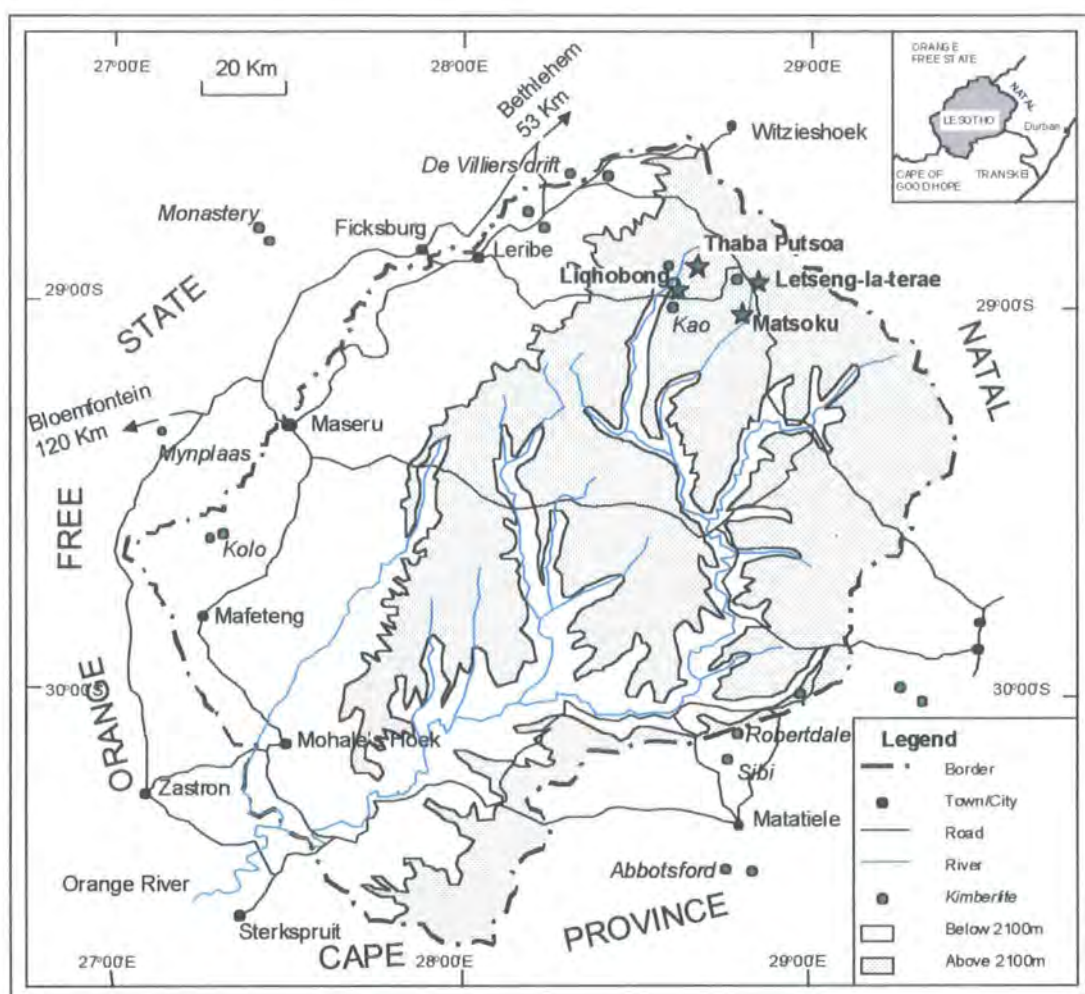 27°00'E
28°00'E
29°00'E
20 Km
ORANGE
FREE STATE
NATAL
LESOTHO
Durban
CAPE OF
GOOD HOPE
TRANSKEI
Bethlehem
53 Km
Witzieshoek
De Villiers drift
Monastery
Ficksburg
Leribe
Thaba Putsoa
Liqhobong
Letseng-la-terae
29°00'S
29°00'S
Kao
Matsoku
STATE
NATAL
Bloemfontein
120 Km
Maseru
Mynplaas
FREE
Kolo
Mafeteng
30°00'S
30°00'S
ORANGE
Mohale's Hoek
Robertdale
Zastron
Sibi
Matatiele
Orange River
Abbotsford
Sterkspruit
CAPE
PROVINCE
Legend
Border
Town/City
Road
River
Kimberlite
Below 2100m
Above 2100m
27°00'E
28°00'E
29°00'E